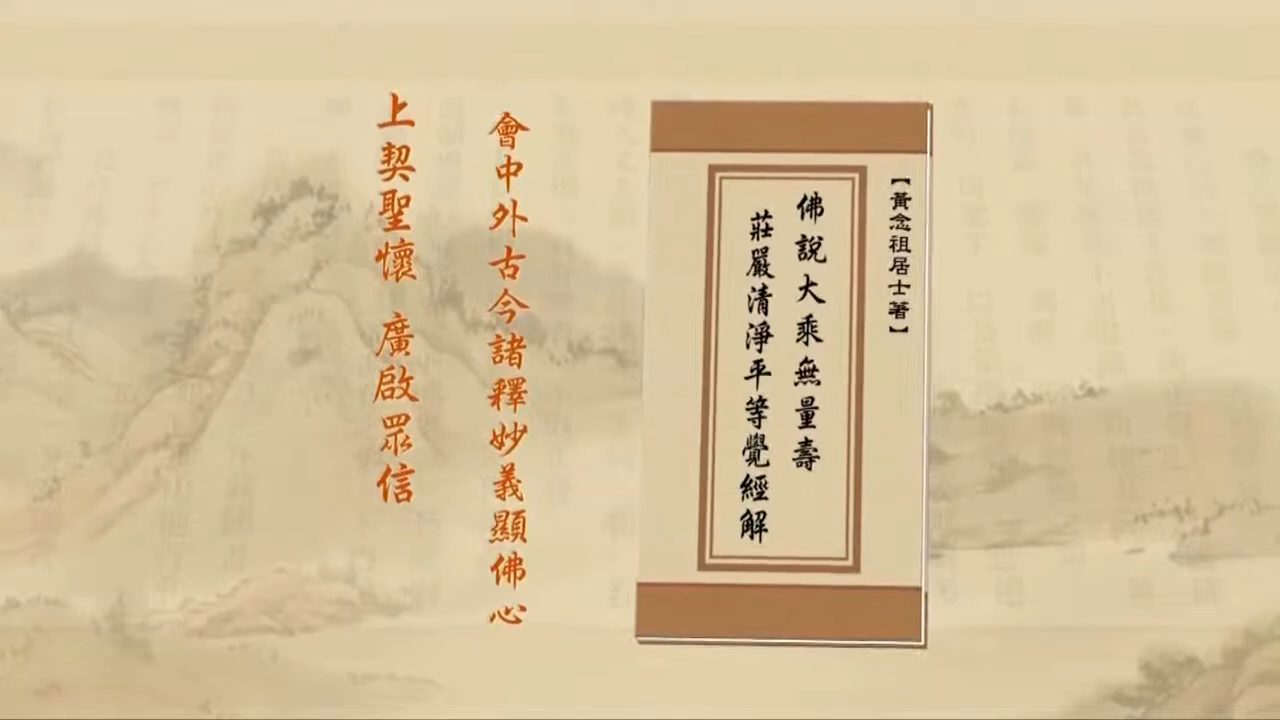 【黃念祖居士著】
佛說大乘無量壽
莊嚴清淨平等覺經解
會中外古今諸釋妙義顯佛心
上契聖懷 廣啟眾信